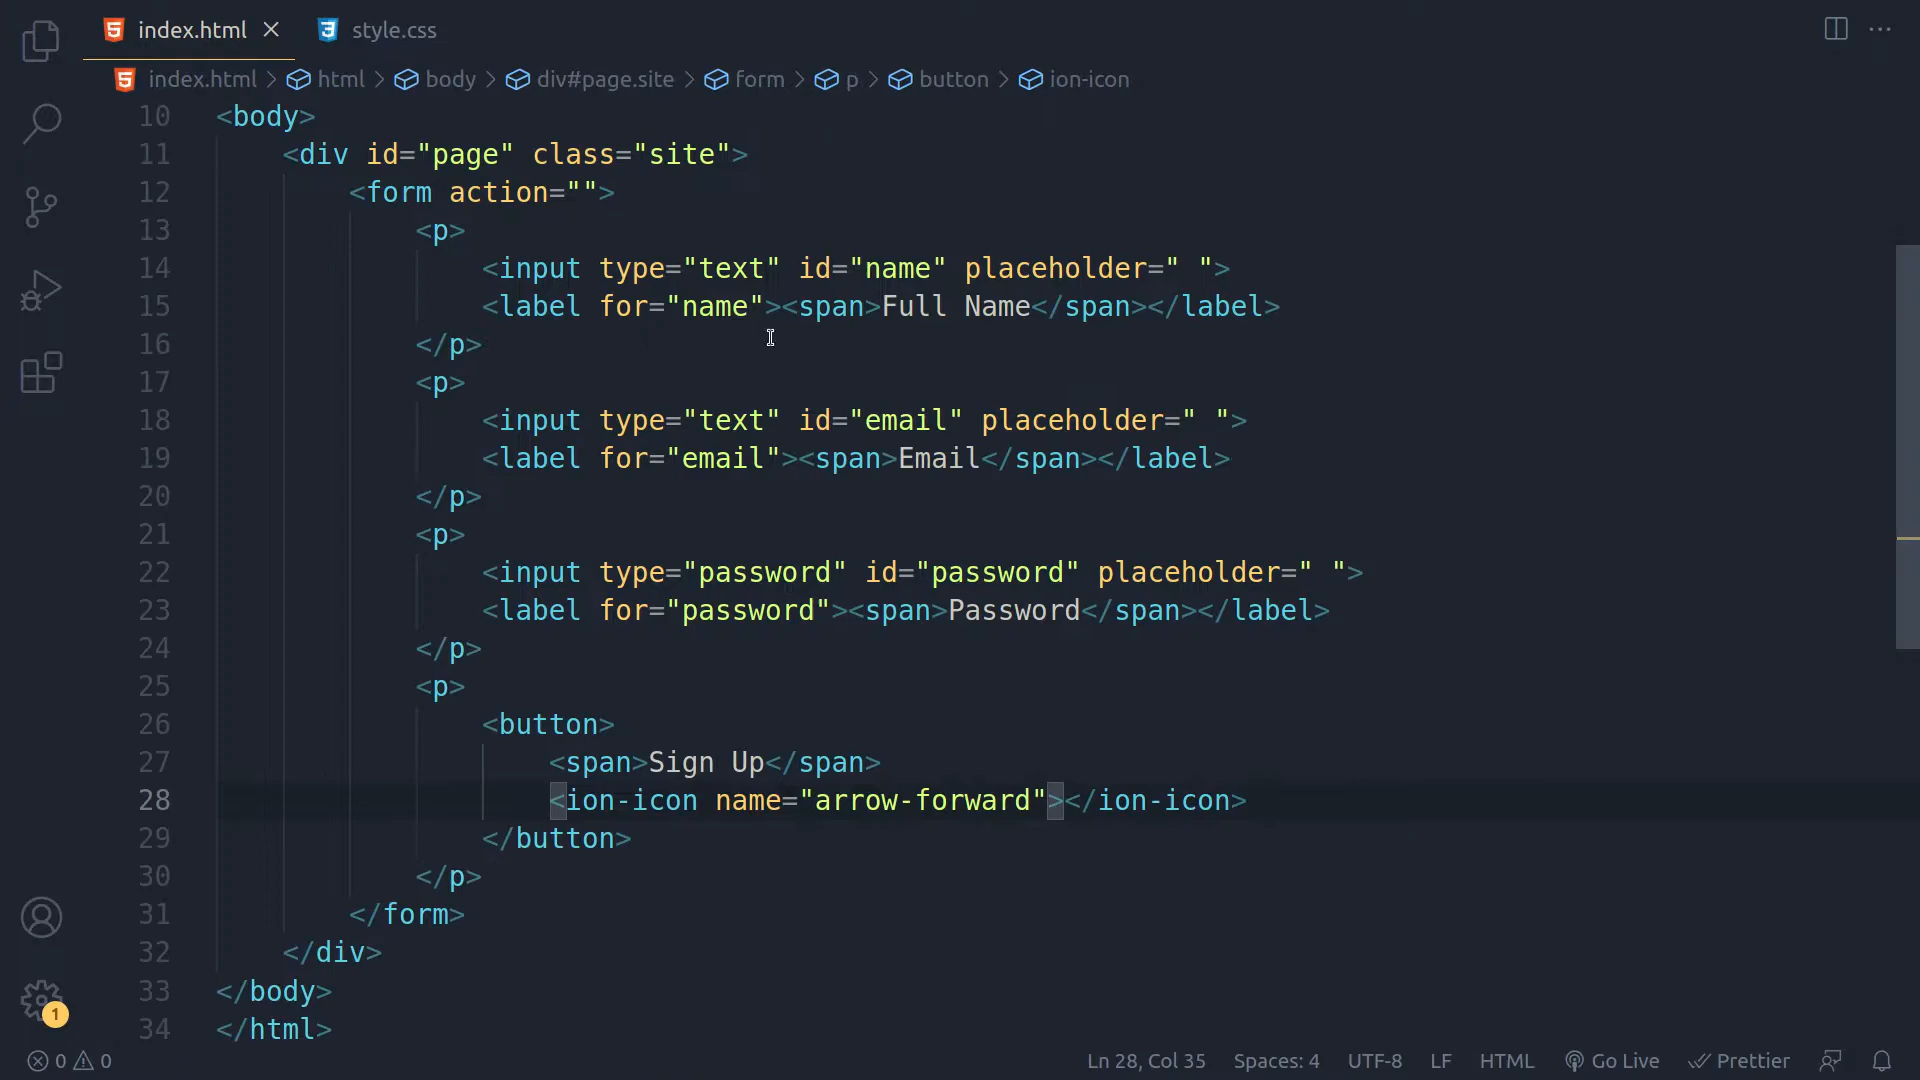 index.html style.css
index.html > html > body > div#page.site > form > p > button > ion-icon
10 <body>
11 <div id="page" class="site">
12 <form action="">
13 <p>
14 <input type="text" id="name" placeholder=" ">
15 <label for="name"><span>Full Name</span></label>
16 </p>
17 <p>
18 <input type="text" id="email" placeholder=" ">
19 <label for="email"><span>Email</span></label>
20 </p>
21 <p>
22 <input type="password" id="password" placeholder=" ">
23 <label for="password"><span>Password</span></label>
24 </p>
25 <p>
26 <button>
27 <span>Sign Up</span>
28 <ion-icon name="arrow-forward"></ion-icon>
29 </button>
30 </p>
31 </form>
32 </div>
33 </body>
34 </html>
1
0 0 Ln 28, Col 35 Spaces: 4 UTF-8 LF HTML Go Live Prettier